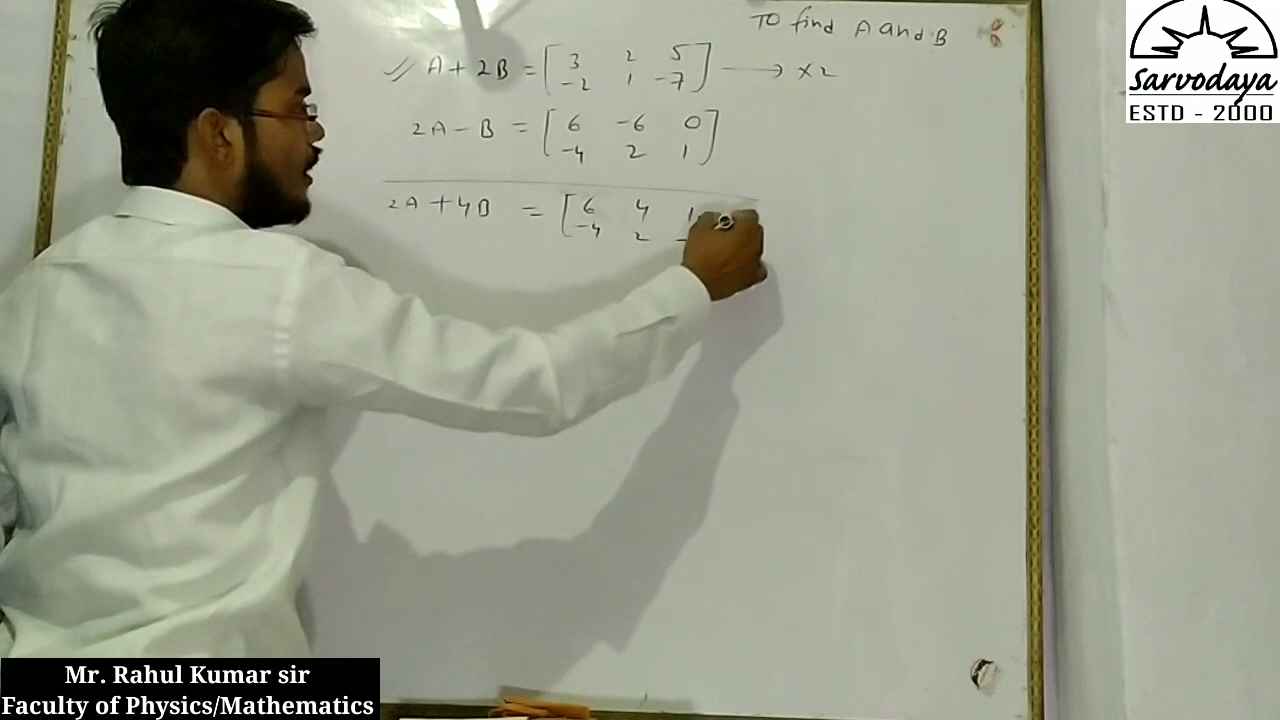 TO find A and B
A + 2B = [ 3 2 5 ] → × 2
-2 1 -7
2A - B = [ 6 -6 0 ]
-4 2 1
2A + 4B = [ 6 4 1
-4 2 -
Sarvodaya
ESTD - 2000
Mr. Rahul Kumar sir
Faculty of Physics/Mathematics